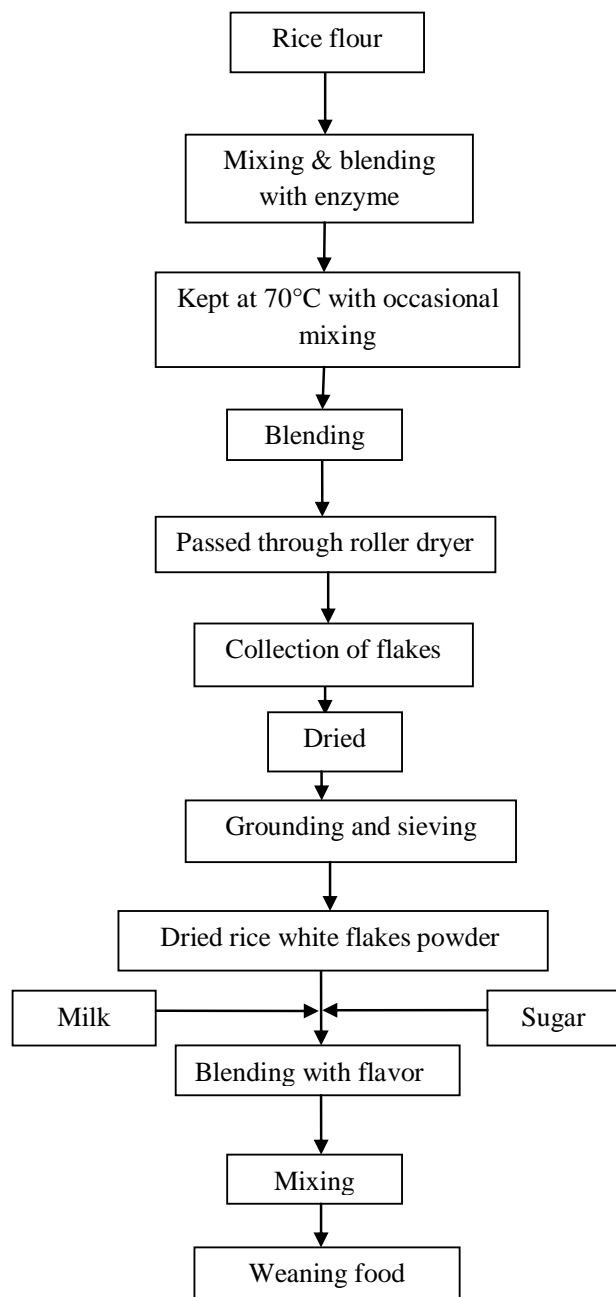 Rice flour
Mixing & blending
with enzyme
Kept at 70°C with occasional
mixing
Blending
Passed through roller dryer
Collection of flakes
Dried
Grounding and sieving
Dried rice white flakes powder
Milk
Sugar
Blending with flavor
Mixing
Weaning food